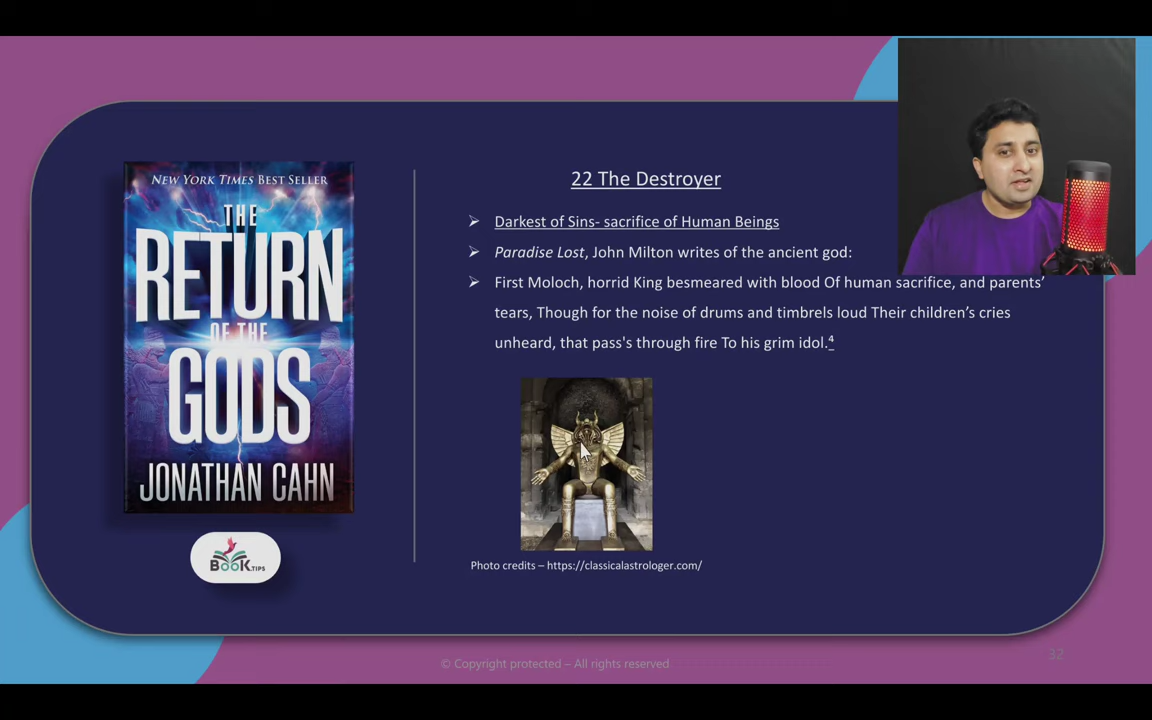 NEW YORK TIMES BEST SELLER
THE
RETURN
OF THE
GODS
JONATHAN CAHN
BOOK.TIPS
22 The Destroyer
Darkest of Sins- sacrifice of Human Beings
Paradise Lost, John Milton writes of the ancient god:
First Moloch, horrid King besmeared with blood Of human sacrifice, and parents’
tears, Though for the noise of drums and timbrels loud Their children’s cries
unheard, that pass's through fire To his grim idol.4
Photo credits – https://classicalastrologer.com/
© Copyright protected – All rights reserved
32